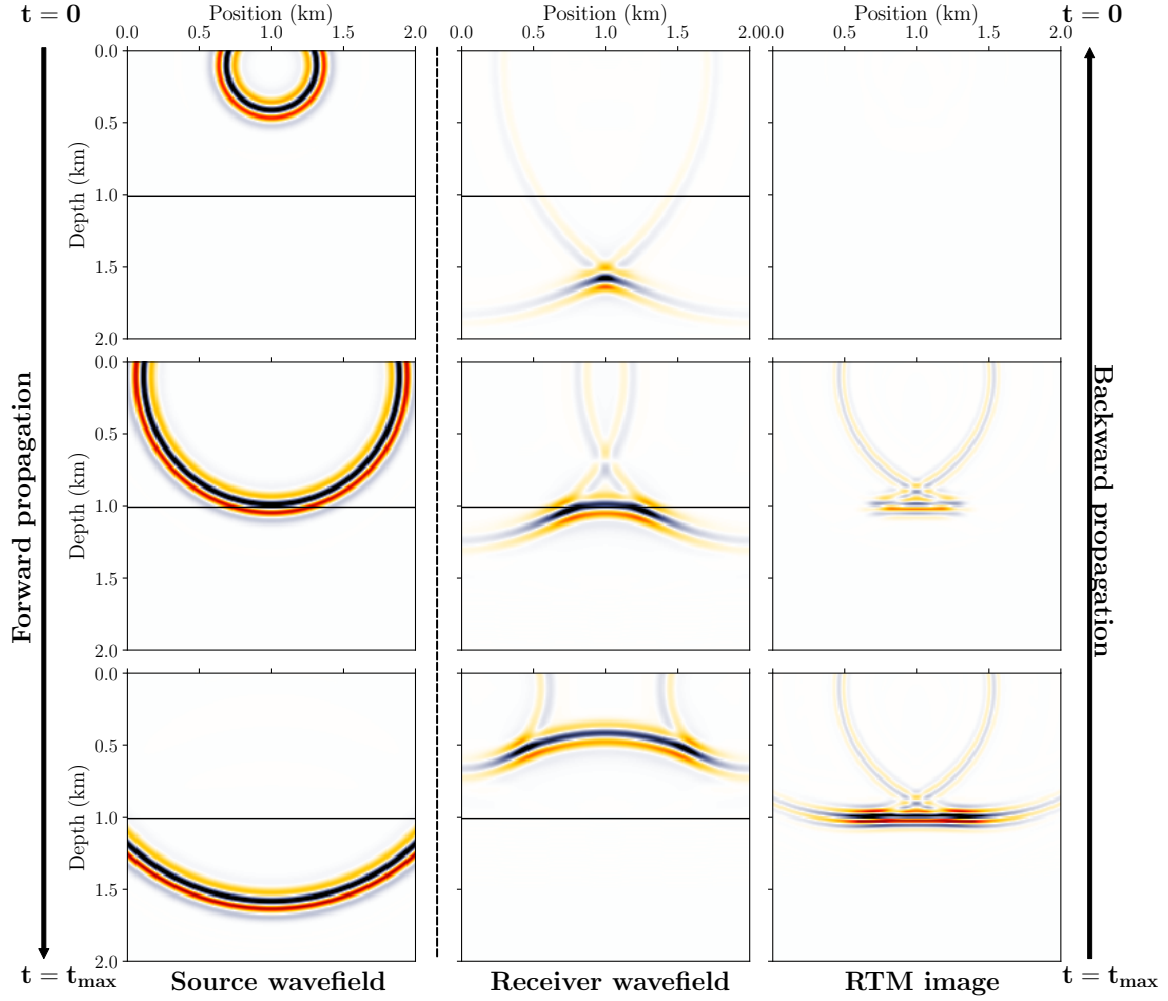 t = 0
Position (km)
Position (km)
Position (km)
t = 0
0.0 0.5 1.0 1.5 2.0
0.0 0.5 1.0 1.5 2.0
0.0 0.5 1.0 1.5 2.0
0.0
0.5
1.0
1.5
2.0
Depth (km)
0.0
0.5
1.0
1.5
2.0
Depth (km)
0.0
0.5
1.0
1.5
2.0
Depth (km)
Forward propagation
Backward propagation
t = tmax
Source wavefield
Receiver wavefield
RTM image
t = tmax